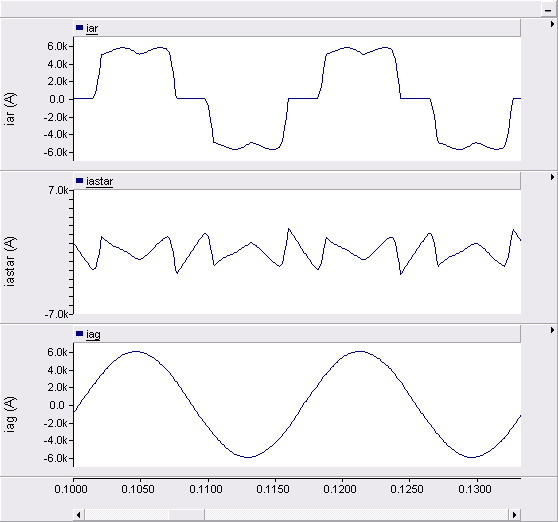 iar
6.0k
4.0k
2.0k
0.0
-2.0k
-4.0k
-6.0k
iar (A)
iastar
7.0k
-7.0k
iastar (A)
iag
6.0k
4.0k
2.0k
0.0
-2.0k
-4.0k
-6.0k
iag (A)
0.1000 0.1050 0.1100 0.1150 0.1200 0.1250 0.1300